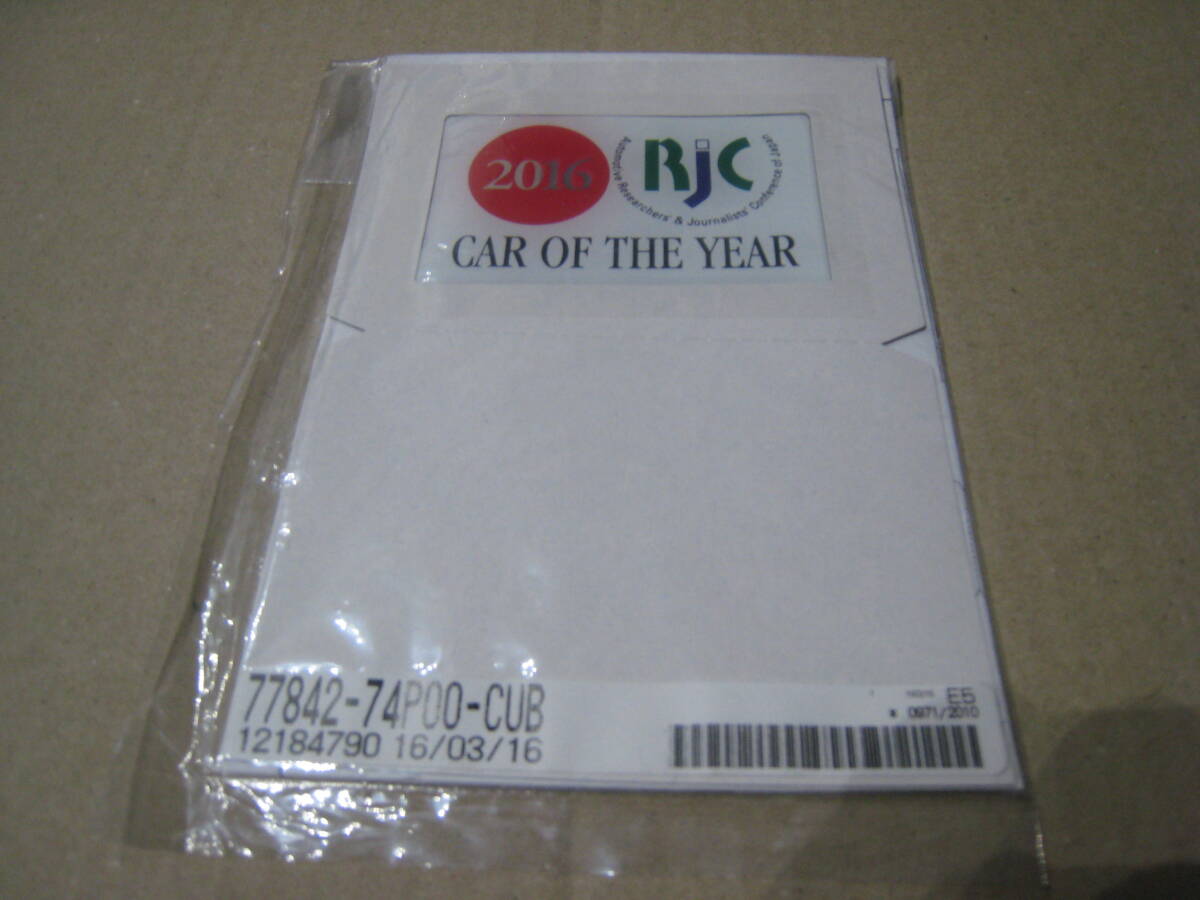 2016
RJC
Automotive Researchers' & Journalists' Conference of Japan
CAR OF THE YEAR
77842-74P00-CUB
12184790 16/03/16
E5
0971/2010